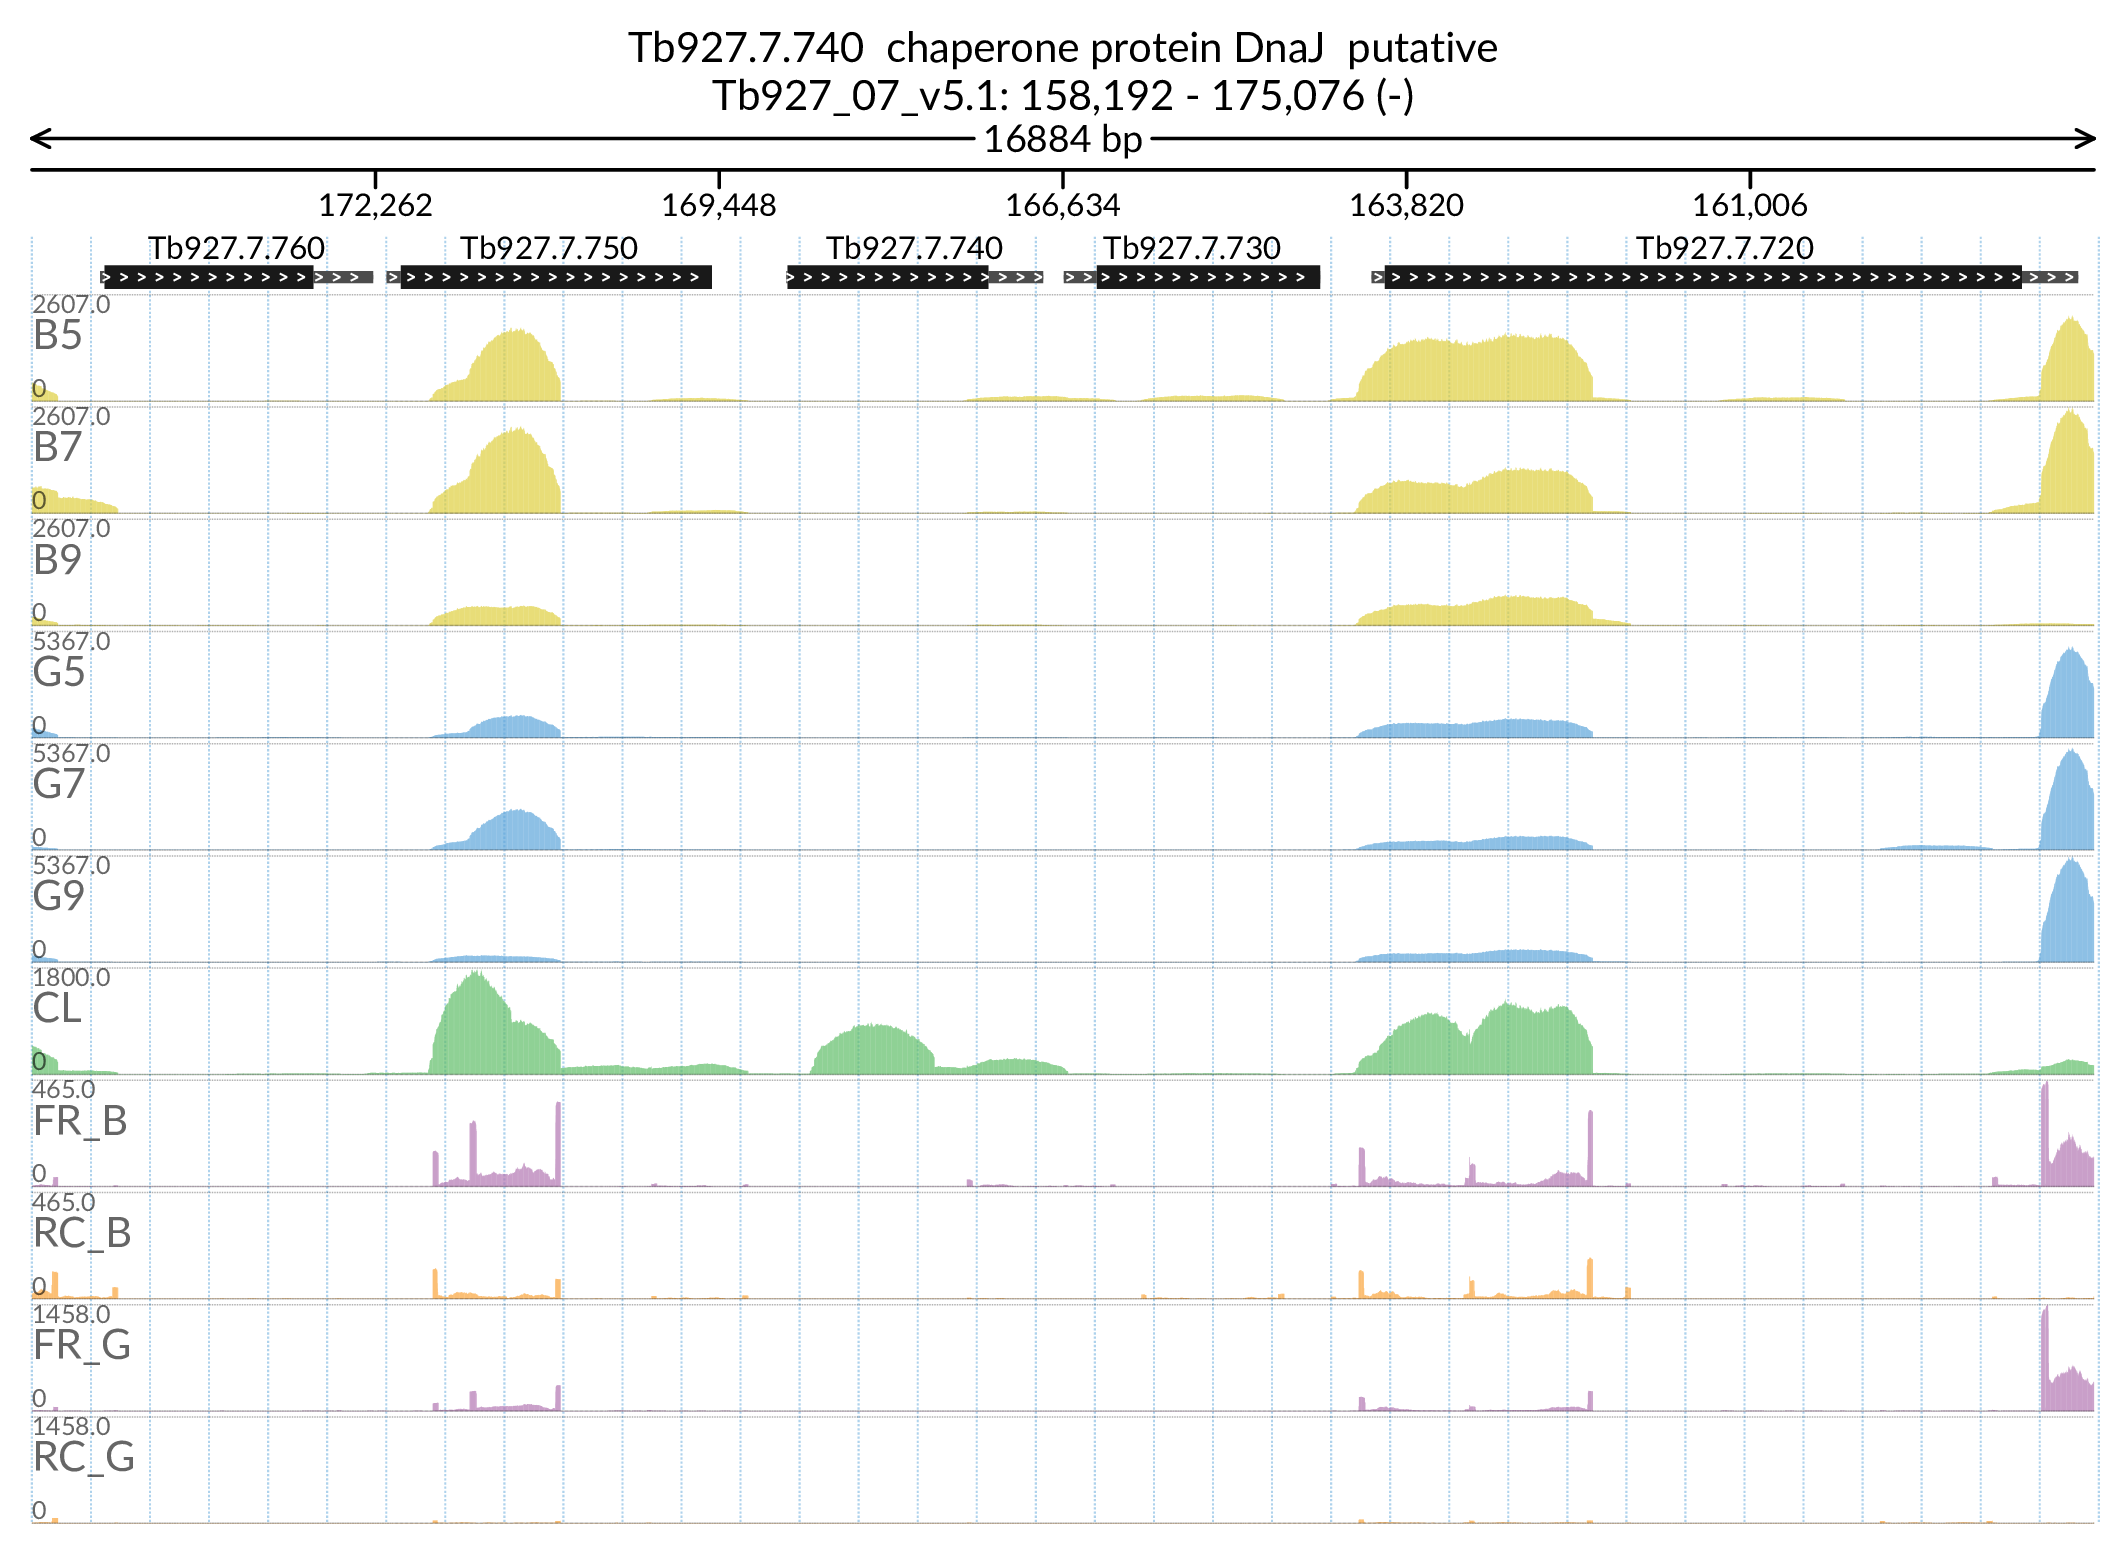 Tb927.7.740  chaperone protein DnaJ  putative
Tb927_07_v5.1: 158,192 - 175,076 (-)
16884 bp
172,262 169,448 166,634 163,820 161,006
Tb927.7.760 Tb927.7.750 Tb927.7.740 Tb927.7.730 Tb927.7.720
2607.0
B5
0
2607.0
B7
0
2607.0
B9
0
5367.0
G5
0
5367.0
G7
0
5367.0
G9
0
1800.0
CL
0
465.0
FR_B
0
465.0
RC_B
0
1458.0
FR_G
0
1458.0
RC_G
0